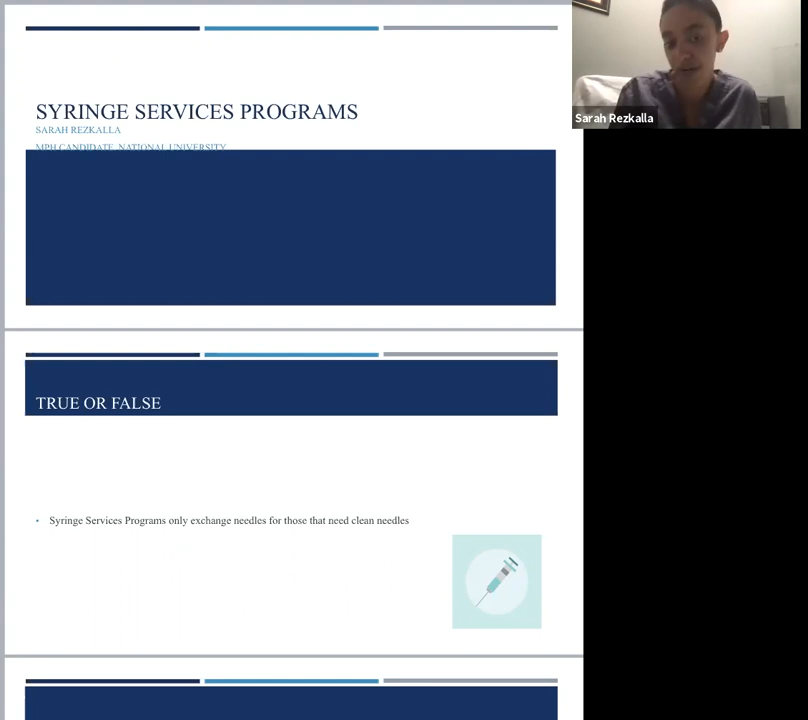 SYRINGE SERVICES PROGRAMS
SARAH REZKALLA
MPH CANDIDATE, NATIONAL UNIVERSITY
Sarah Rezkalla
TRUE OR FALSE
• Syringe Services Programs only exchange needles for those that need clean needles